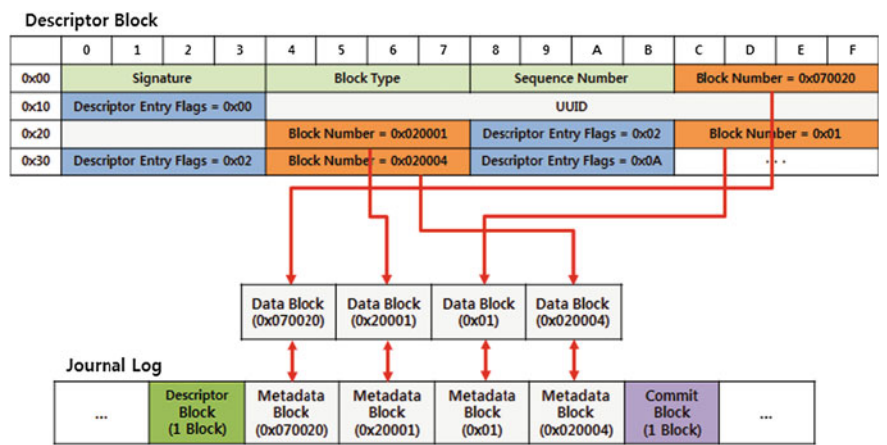 Descriptor Block
0 1 2 3 4 5 6 7 8 9 A B C D E F
0x00 Signature Block Type Sequence Number Block Number = 0x070020
0x10 Descriptor Entry Flags = 0x00 UUID
0x20 Block Number = 0x020001 Descriptor Entry Flags = 0x02 Block Number = 0x01
0x30 Descriptor Entry Flags = 0x02 Block Number = 0x020004 Descriptor Entry Flags = 0x0A ...
Data Block Data Block Data Block Data Block
(0x070020) (0x20001) (0x01) (0x020004)
Journal Log
... Descriptor Metadata Metadata Metadata Metadata Commit ...
Block Block Block Block Block Block
(1 Block) (0x070020) (0x20001) (0x01) (0x020004) (1 Block)